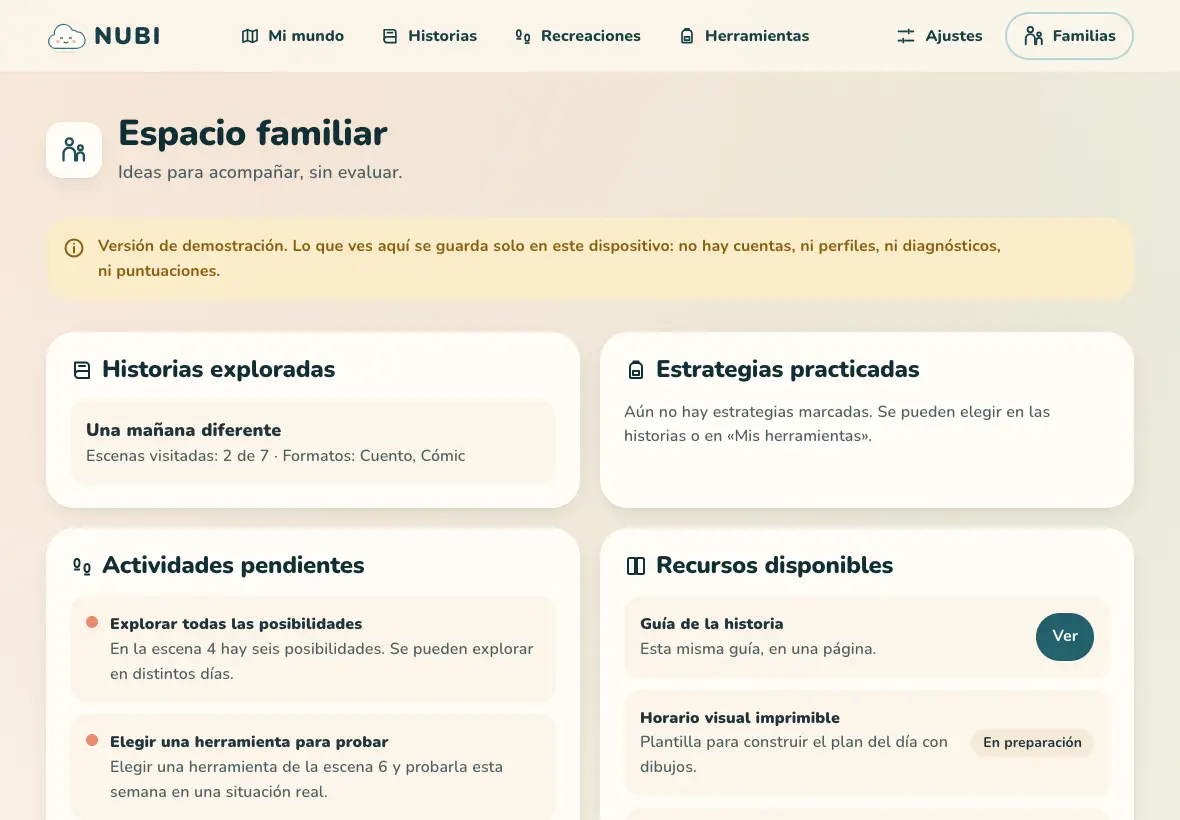 NUBI
Mi mundo
Historias
Recreaciones
Herramientas
Ajustes
Familias
Espacio familiar
Ideas para acompañar, sin evaluar.
Versión de demostración. Lo que ves aquí se guarda solo en este dispositivo: no hay cuentas, ni perfiles, ni diagnósticos,
ni puntuaciones.
Historias exploradas
Una mañana diferente
Escenas visitadas: 2 de 7 · Formatos: Cuento, Cómic
Estrategias practicadas
Aún no hay estrategias marcadas. Se pueden elegir en las
historias o en «Mis herramientas».
Actividades pendientes
Explorar todas las posibilidades
En la escena 4 hay seis posibilidades. Se pueden explorar
en distintos días.
Elegir una herramienta para probar
Elegir una herramienta de la escena 6 y probarla esta
semana en una situación real.
Recursos disponibles
Guía de la historia
Esta misma guía, en una página.
Ver
Horario visual imprimible
Plantilla para construir el plan del día con
dibujos.
En preparación